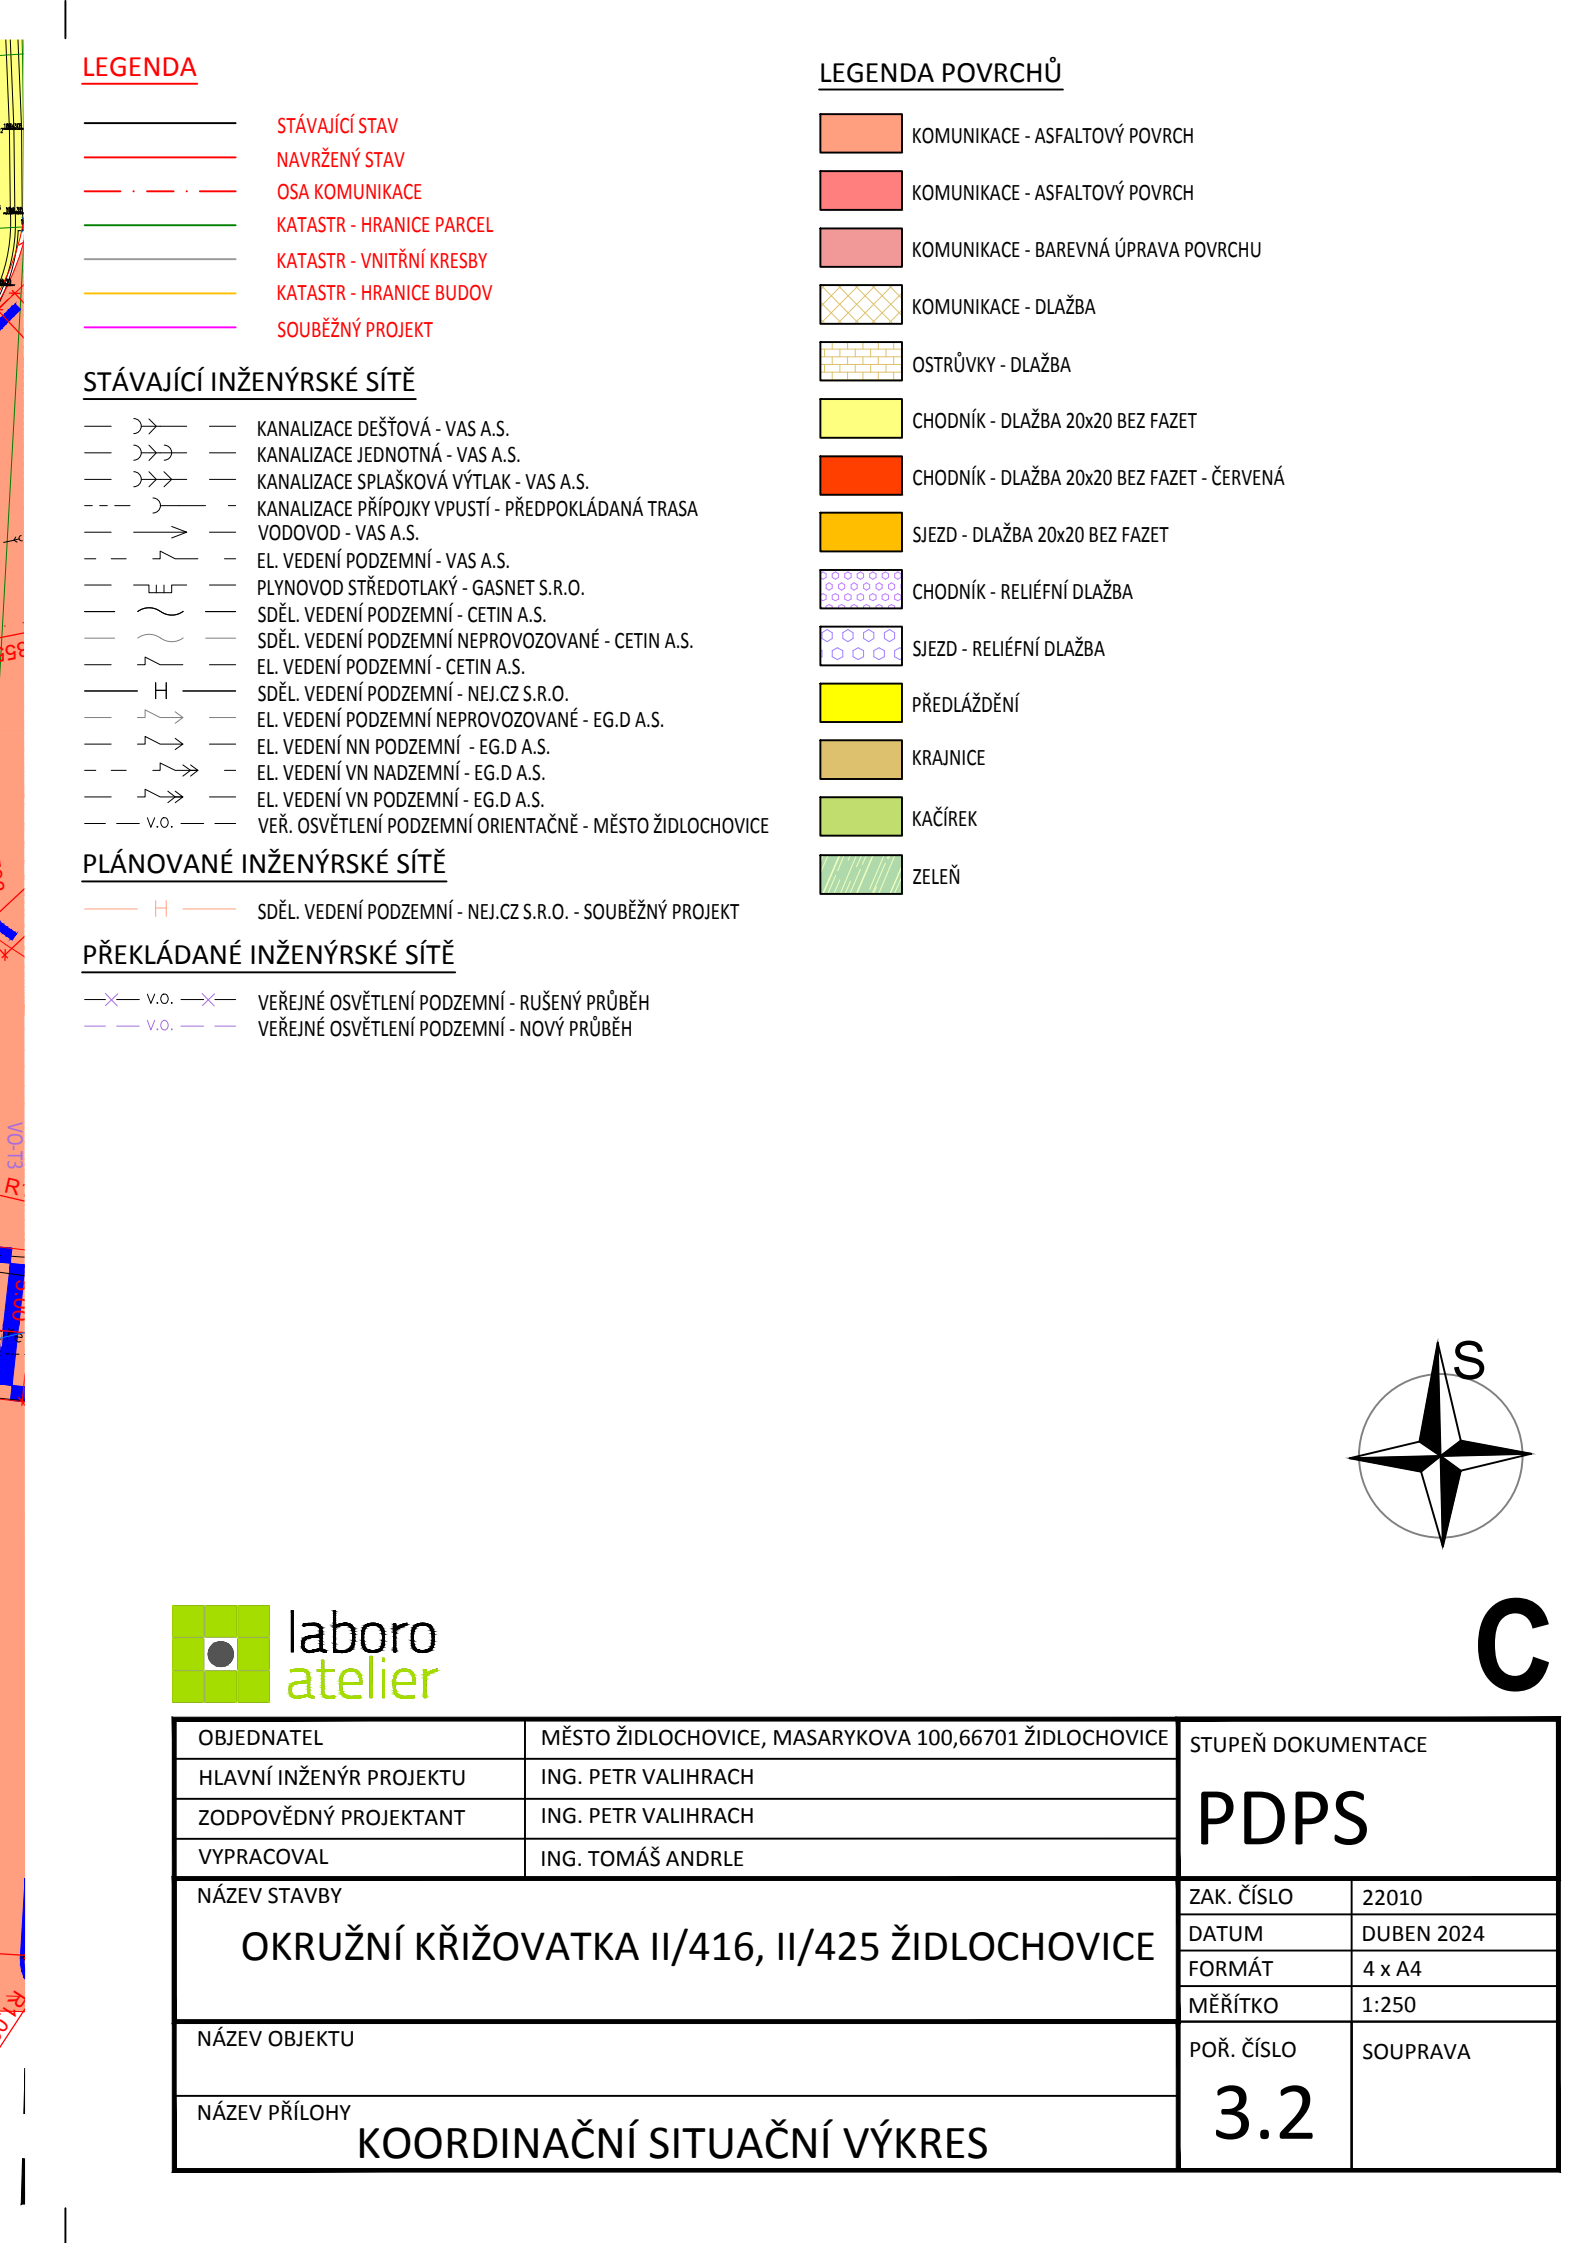 LEGENDA
STÁVAJÍCÍ STAV
NAVRŽENÝ STAV
OSA KOMUNIKACE
KATASTR - HRANICE PARCEL
KATASTR - VNITŘNÍ KRESBY
KATASTR - HRANICE BUDOV
SOUBĚŽNÝ PROJEKT
STÁVAJÍCÍ INŽENÝRSKÉ SÍTĚ
KANALIZACE DEŠŤOVÁ - VAS A.S.
KANALIZACE JEDNOTNÁ - VAS A.S.
KANALIZACE SPLAŠKOVÁ VÝTLAK - VAS A.S.
KANALIZACE PŘÍPOJKY VPUSTÍ - PŘEDPOKLÁDANÁ TRASA
VODOVOD - VAS A.S.
EL. VEDENÍ PODZEMNÍ - VAS A.S.
PLYNOVOD STŘEDOTLAKÝ - GASNET S.R.O.
SDĚL. VEDENÍ PODZEMNÍ - CETIN A.S.
SDĚL. VEDENÍ PODZEMNÍ NEPROVOZOVANÉ - CETIN A.S.
EL. VEDENÍ PODZEMNÍ - CETIN A.S.
H SDĚL. VEDENÍ PODZEMNÍ - NEJ.CZ S.R.O.
EL. VEDENÍ PODZEMNÍ NEPROVOZOVANÉ - EG.D A.S.
EL. VEDENÍ NN PODZEMNÍ - EG.D A.S.
EL. VEDENÍ VN NADZEMNÍ - EG.D A.S.
EL. VEDENÍ VN PODZEMNÍ - EG.D A.S.
V.O. VEŘ. OSVĚTLENÍ PODZEMNÍ ORIENTAČNĚ - MĚSTO ŽIDLOCHOVICE
PLÁNOVANÉ INŽENÝRSKÉ SÍTĚ
H SDĚL. VEDENÍ PODZEMNÍ - NEJ.CZ S.R.O. - SOUBĚŽNÝ PROJEKT
PŘEKLÁDANÉ INŽENÝRSKÉ SÍTĚ
V.O. VEŘEJNÉ OSVĚTLENÍ PODZEMNÍ - RUŠENÝ PRŮBĚH
V.O. VEŘEJNÉ OSVĚTLENÍ PODZEMNÍ - NOVÝ PRŮBĚH
LEGENDA POVRCHŮ
KOMUNIKACE - ASFALTOVÝ POVRCH
KOMUNIKACE - ASFALTOVÝ POVRCH
KOMUNIKACE - BAREVNÁ ÚPRAVA POVRCHU
KOMUNIKACE - DLAŽBA
OSTRŮVKY - DLAŽBA
CHODNÍK - DLAŽBA 20x20 BEZ FAZET
CHODNÍK - DLAŽBA 20x20 BEZ FAZET - ČERVENÁ
SJEZD - DLAŽBA 20x20 BEZ FAZET
CHODNÍK - RELIÉFNÍ DLAŽBA
SJEZD - RELIÉFNÍ DLAŽBA
PŘEDLÁŽDĚNÍ
KRAJNICE
KAČÍREK
ZELEŇ
VO-T3
R
S
laboro
atelier
C
OBJEDNATEL MĚSTO ŽIDLOCHOVICE, MASARYKOVA 100,66701 ŽIDLOCHOVICE
HLAVNÍ INŽENÝR PROJEKTU ING. PETR VALIHRACH
ZODPOVĚDNÝ PROJEKTANT ING. PETR VALIHRACH
VYPRACOVAL ING. TOMÁŠ ANDRLE
STUPEŇ DOKUMENTACE
PDPS
NÁZEV STAVBY
OKRUŽNÍ KŘIŽOVATKA II/416, II/425 ŽIDLOCHOVICE
ZAK. ČÍSLO 22010
DATUM DUBEN 2024
FORMÁT 4 x A4
MĚŘÍTKO 1:250
NÁZEV OBJEKTU
NÁZEV PŘÍLOHY
KOORDINAČNÍ SITUAČNÍ VÝKRES
POŘ. ČÍSLO
3.2
SOUPRAVA